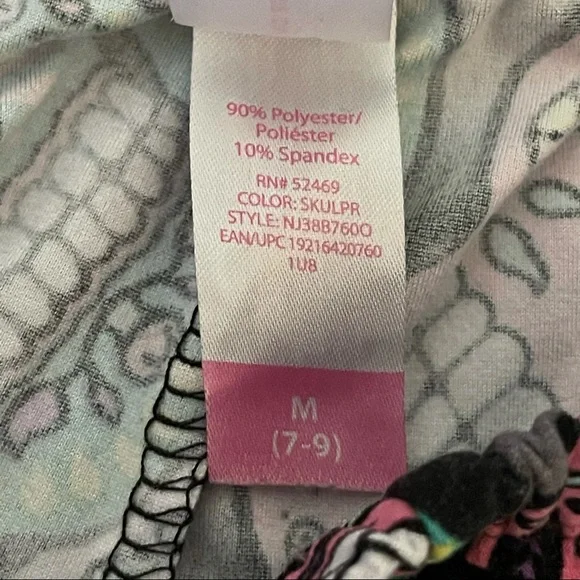 90% Polyester/
Poliéster
10% Spandex
RN# 52469
COLOR: SKULPR
STYLE: NJ38B760O
EAN/UPC 19216420760
1U8
M
(7-9)